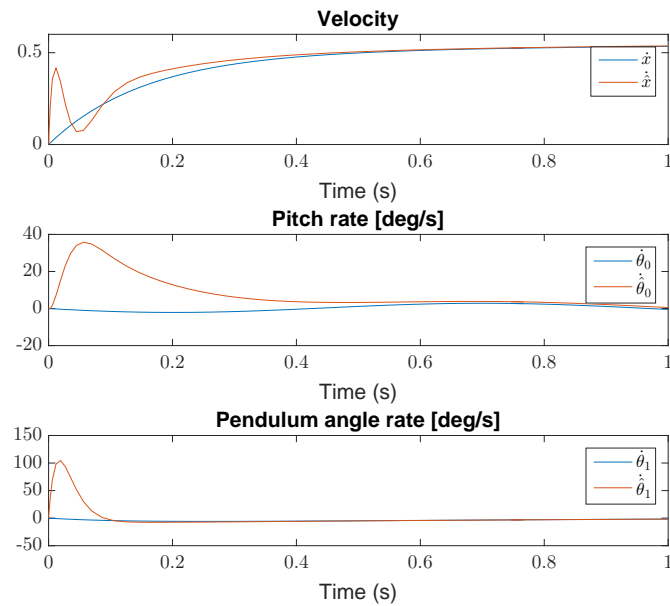 Velocity
0.5
0
ẋ
x̂̇
0 0.2 0.4 0.6 0.8 1
Time (s)
Pitch rate [deg/s]
40
20
0
-20
θ̇₀
θ̂̇₀
0 0.2 0.4 0.6 0.8 1
Time (s)
Pendulum angle rate [deg/s]
150
100
50
0
-50
θ̇₁
θ̂̇₁
0 0.2 0.4 0.6 0.8 1
Time (s)